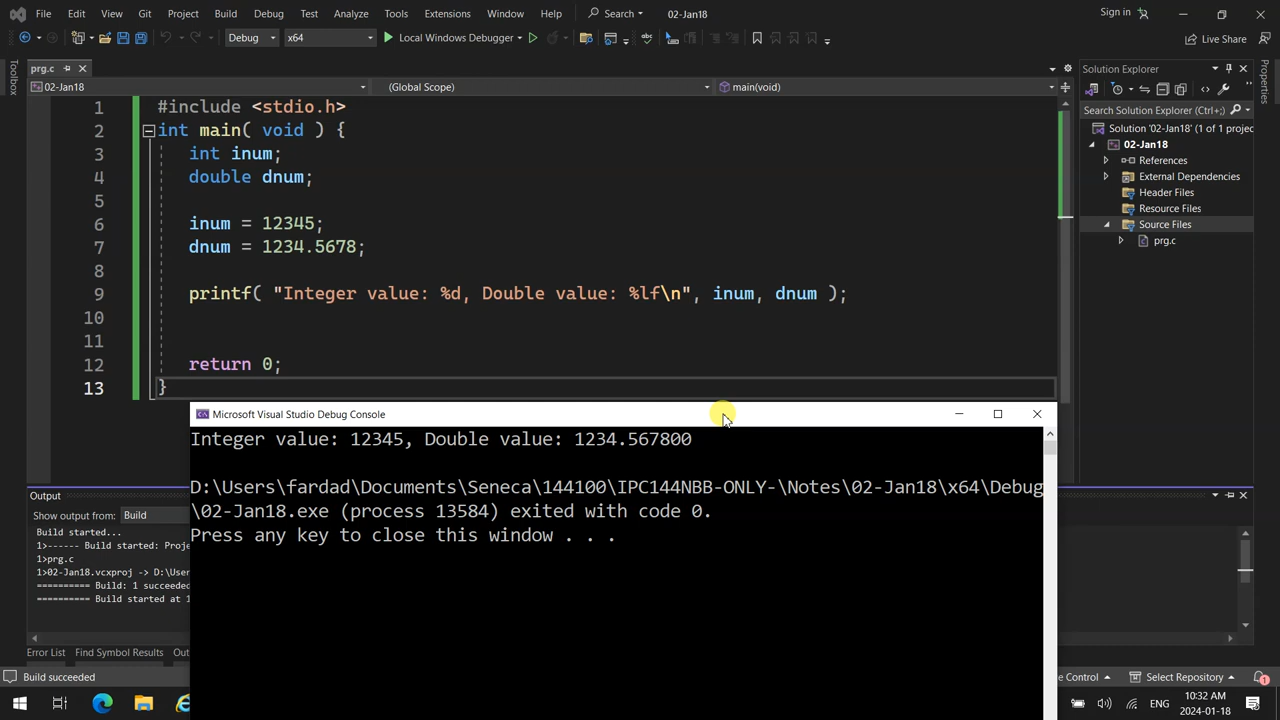 File Edit View Git Project Build Debug Test Analyze Tools Extensions Window Help Search 02-Jan18 Sign in
Debug x64 Local Windows Debugger Live Share
Toolbox
prg.c
02-Jan18 (Global Scope) main(void)
1 #include <stdio.h>
2 int main( void ) {
3 int inum;
4 double dnum;
5
6 inum = 12345;
7 dnum = 1234.5678;
8
9 printf( "Integer value: %d, Double value: %lf\n", inum, dnum );
10
11
12 return 0;
13 }
Solution Explorer
Search Solution Explorer (Ctrl+;)
Solution '02-Jan18' (1 of 1 projec
02-Jan18
References
External Dependencies
Header Files
Resource Files
Source Files
prg.c
Properties
Microsoft Visual Studio Debug Console
Integer value: 12345, Double value: 1234.567800
D:\Users\fardad\Documents\Seneca\144100\IPC144NBB-ONLY-\Notes\02-Jan18\x64\Debug
\02-Jan18.exe (process 13584) exited with code 0.
Press any key to close this window . . .
Output
Show output from: Build
Build started...
1>------ Build started: Proje
1>prg.c
1>02-Jan18.vcxproj -> D:\User
========== Build: 1 succeeded
========== Build started at 1
Error List Find Symbol Results Out
Build succeeded
e Control Select Repository 1
ENG 10:32 AM
2024-01-18 1